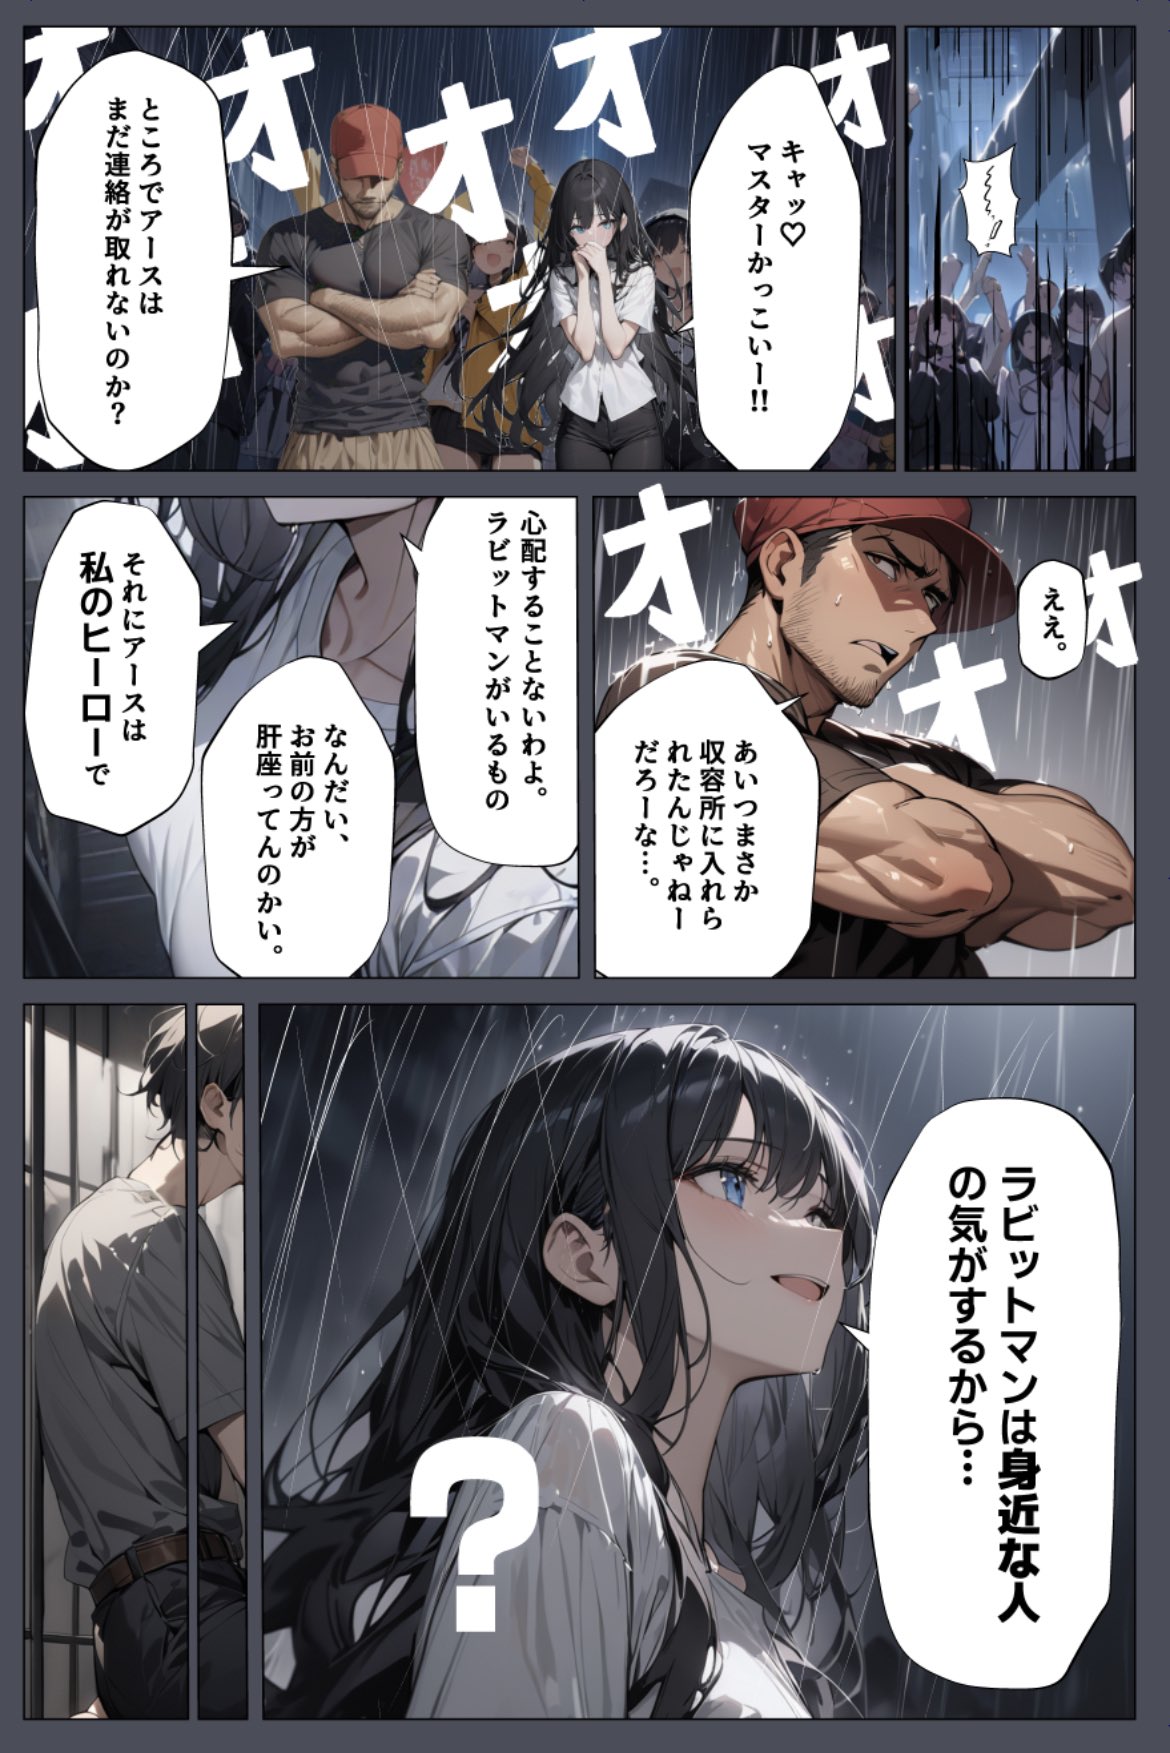 キャッ♡
マスターかっこいー!!
ところでアースは
まだ連絡が取れないのか？
オ
オ
オ
オ
オ
オ
オ
ええ。
あいつまさか
収容所に入れら
れたんじゃねー
だろーな…。
オ
オ
オ
心配することないわよ。
ラビットマンがいるもの
なんだい、
お前の方が
肝座ってんのかい。
それにアースは
私のヒーローで
ラビットマンは身近な人
の気がするから…
?